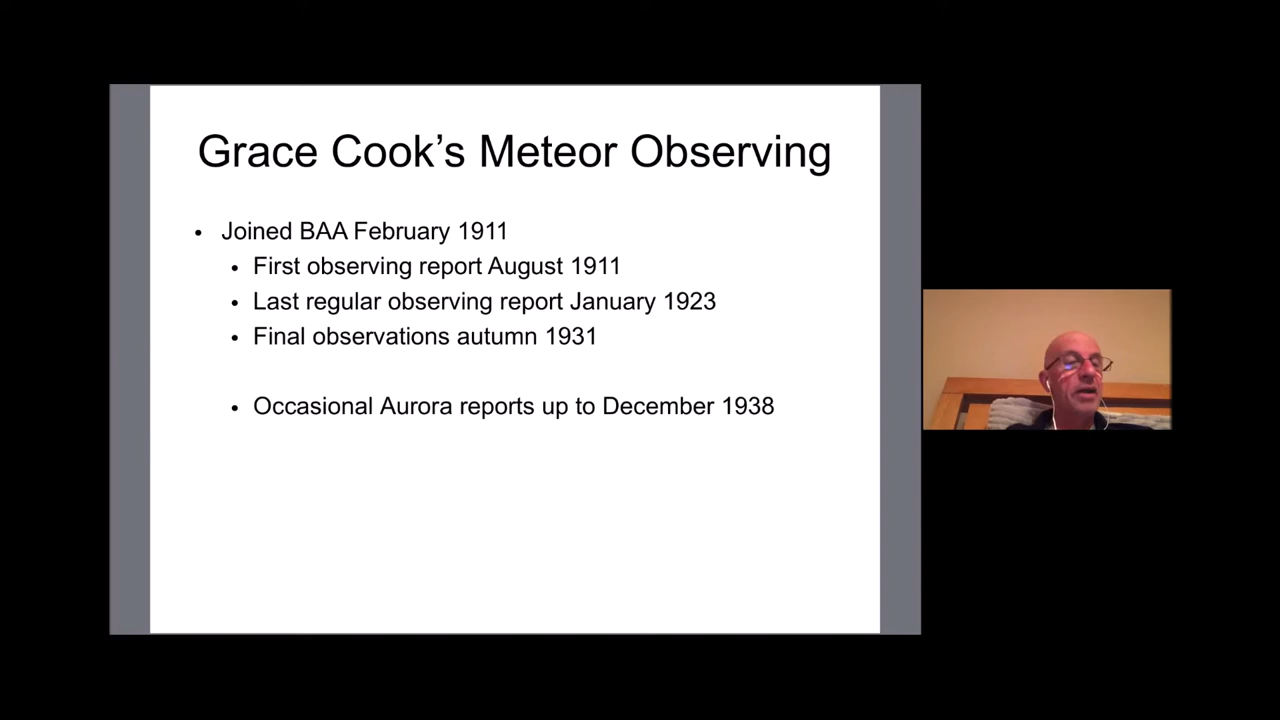 Grace Cook’s Meteor Observing
• Joined BAA February 1911
• First observing report August 1911
• Last regular observing report January 1923
• Final observations autumn 1931
• Occasional Aurora reports up to December 1938